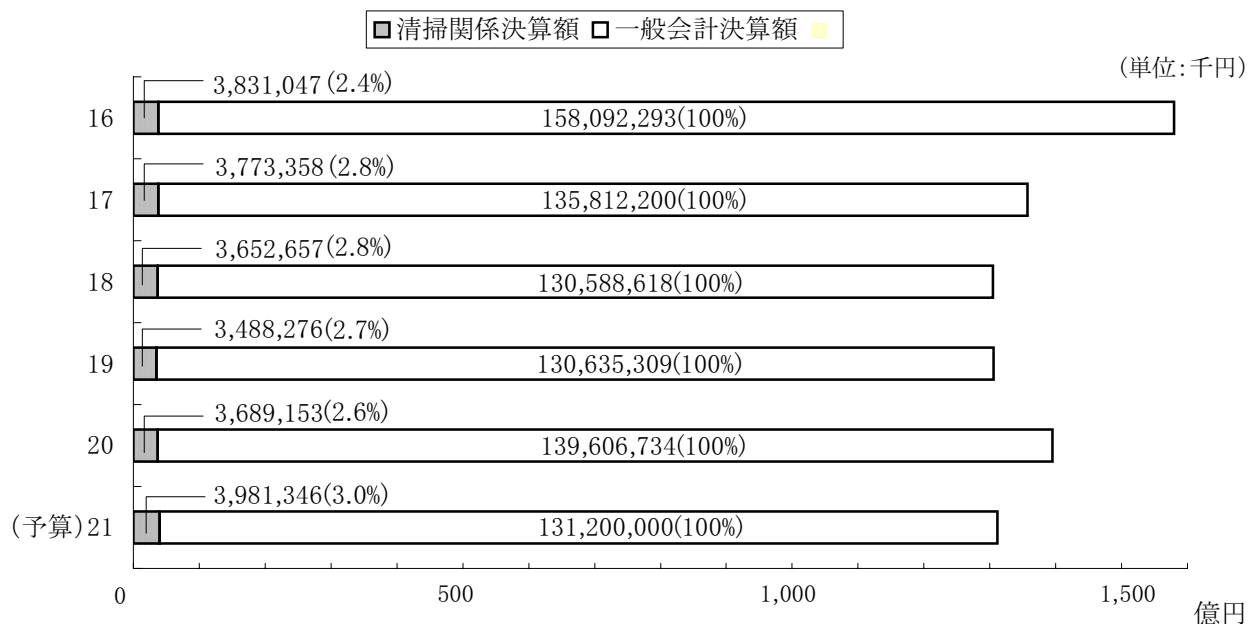 清掃関係決算額 一般会計決算額
(単位:千円)
3,831,047(2.4%)
16 158,092,293(100%)
3,773,358(2.8%)
17 135,812,200(100%)
3,652,657(2.8%)
18 130,588,618(100%)
3,488,276(2.7%)
19 130,635,309(100%)
3,689,153(2.6%)
20 139,606,734(100%)
3,981,346(3.0%)
(予算)21 131,200,000(100%)
0 500 1,000 1,500
億円